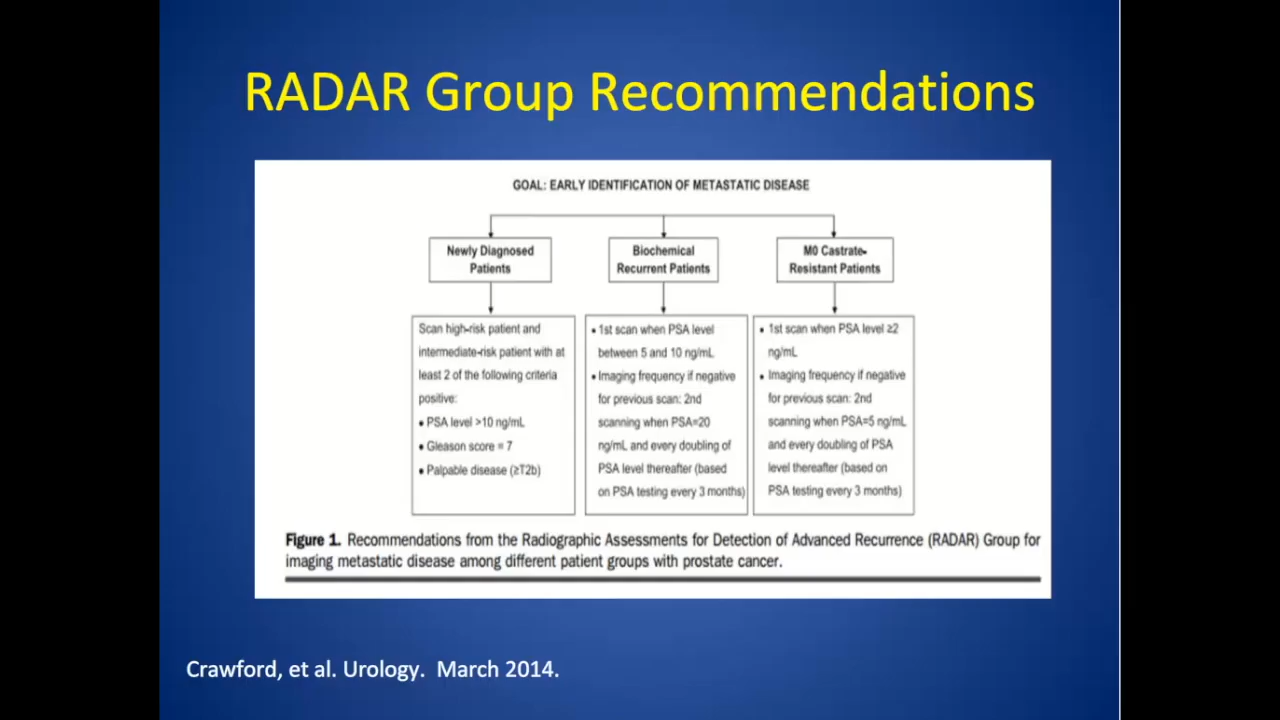 RADAR Group Recommendations
GOAL: EARLY IDENTIFICATION OF METASTATIC DISEASE
Newly Diagnosed
Patients
Biochemical
Recurrent Patients
M0 Castrate-
Resistant Patients
Scan high-risk patient and
intermediate-risk patient with at
least 2 of the following criteria
positive:
• PSA level >10 ng/mL
• Gleason score = 7
• Palpable disease (≥T2b)
• 1st scan when PSA level
between 5 and 10 ng/mL
• Imaging frequency if negative
for previous scan: 2nd
scanning when PSA=20
ng/mL and every doubling of
PSA level thereafter (based
on PSA testing every 3 months)
• 1st scan when PSA level ≥2
ng/mL
• Imaging frequency if negative
for previous scan: 2nd
scanning when PSA=5 ng/mL
and every doubling of PSA
level thereafter (based on
PSA testing every 3 months)
Figure 1. Recommendations from the Radiographic Assessments for Detection of Advanced Recurrence (RADAR) Group for
imaging metastatic disease among different patient groups with prostate cancer.
Crawford, et al. Urology. March 2014.